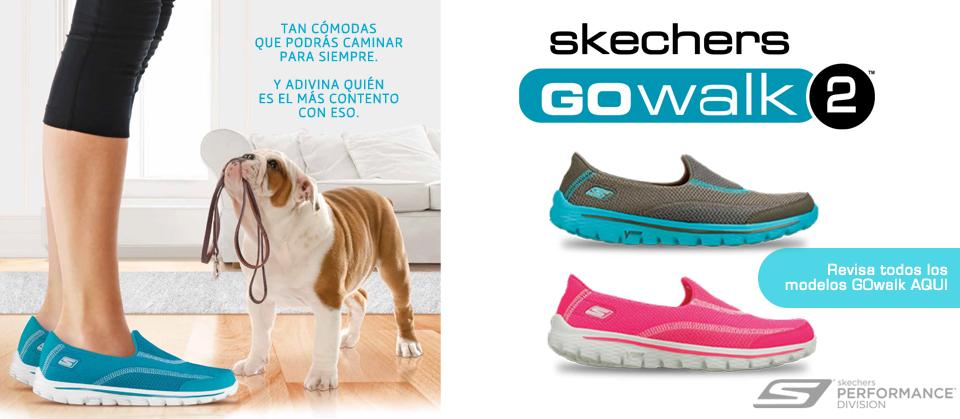 TAN CÓMODAS
QUE PODRÁS CAMINAR
PARA SIEMPRE.
Y ADIVINA QUIÉN
ES EL MÁS CONTENTO
CON ESO.
skechers
GOwalk 2™
Revisa todos los
modelos GOwalk AQUI
skechers
PERFORMANCE
DIVISION